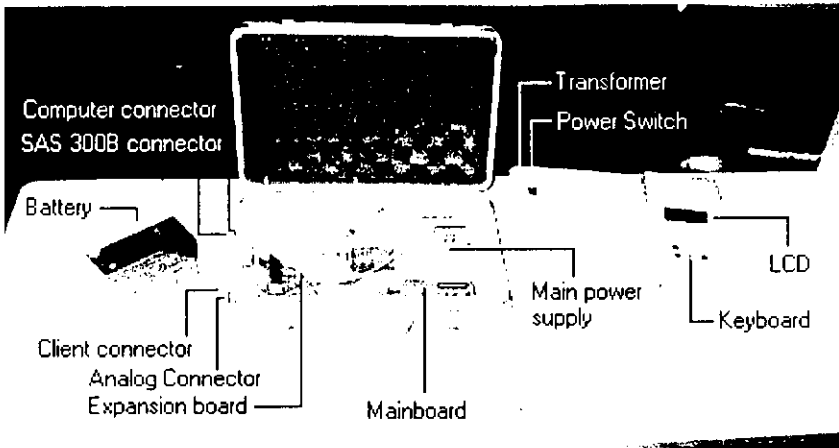 Transformer
Computer connector
Power Switch
SAS 300B connector
Battery
LCD
Main power
supply
Keyboard
Client connector
Analog Connector
Expansion board
Mainboard